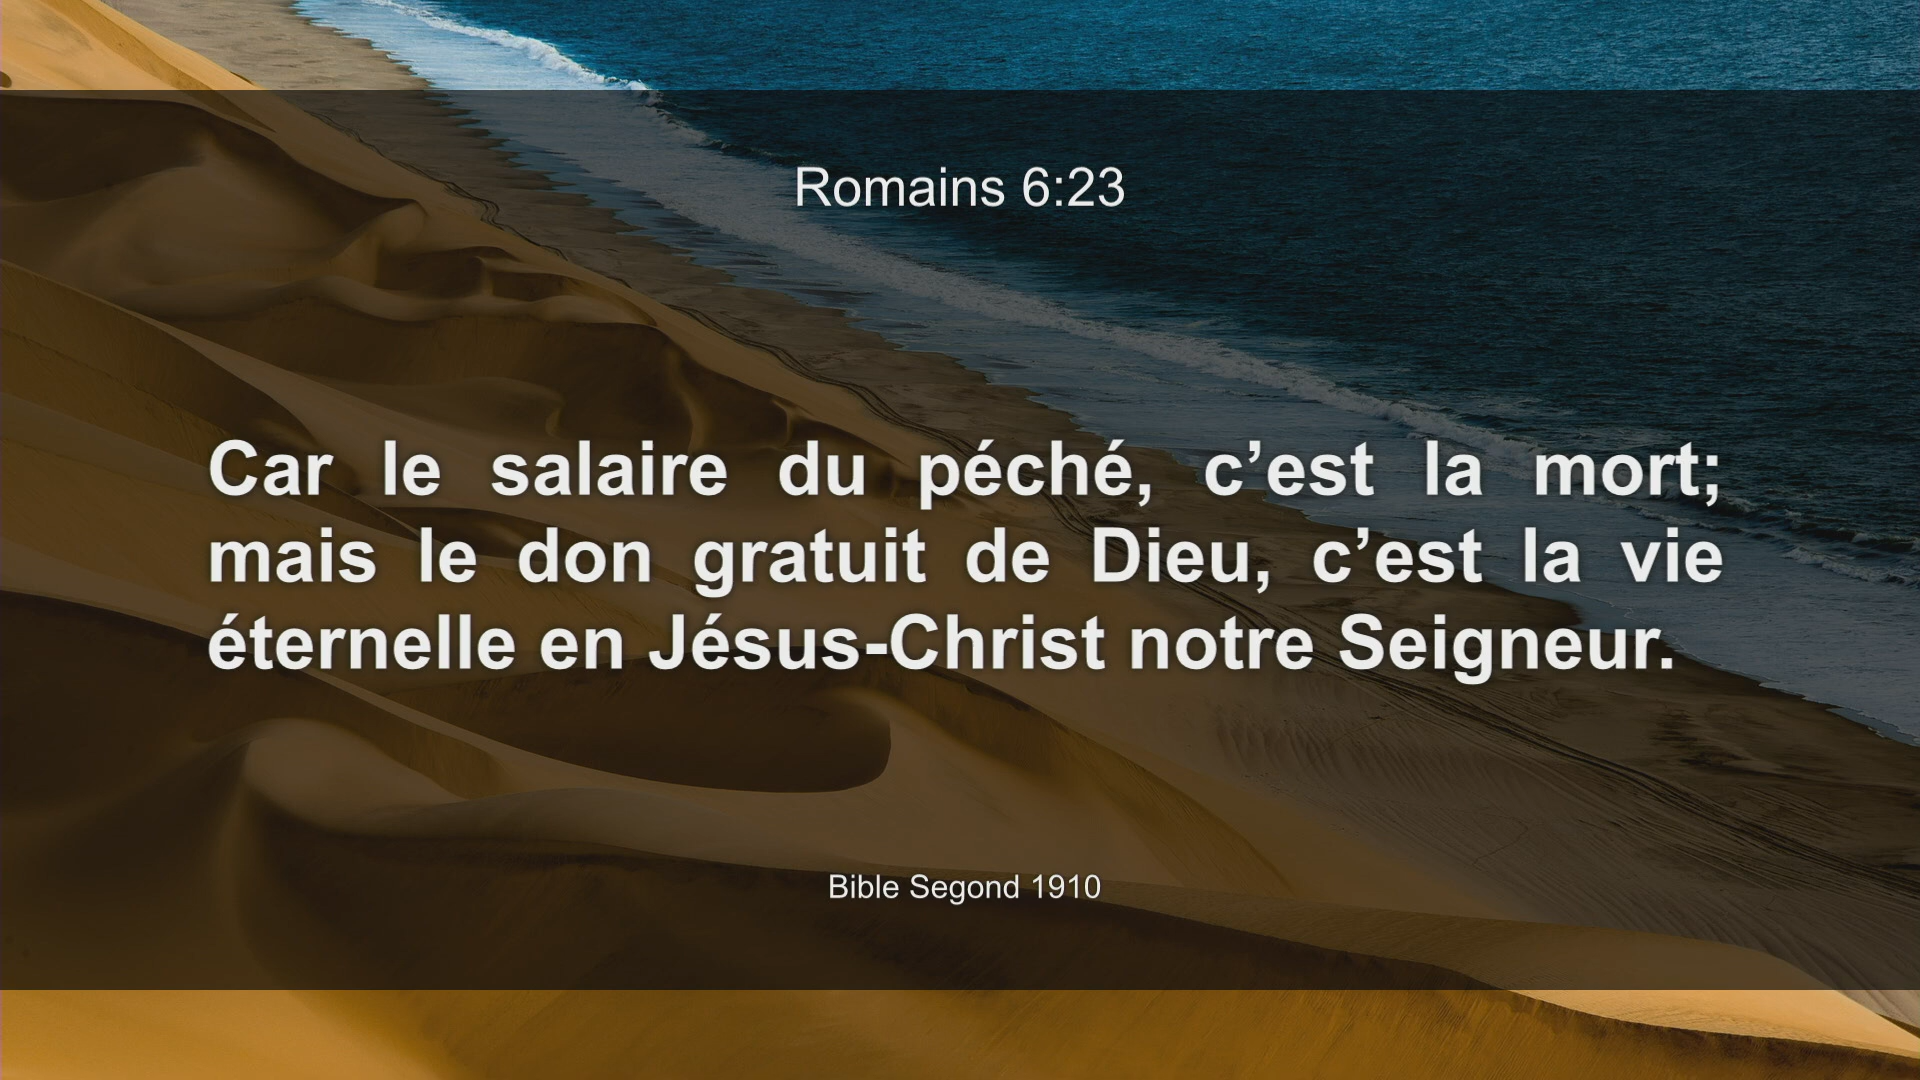 Romains 6:23
Car le salaire du péché, c’est la mort;
mais le don gratuit de Dieu, c’est la vie
éternelle en Jésus-Christ notre Seigneur.
Bible Segond 1910